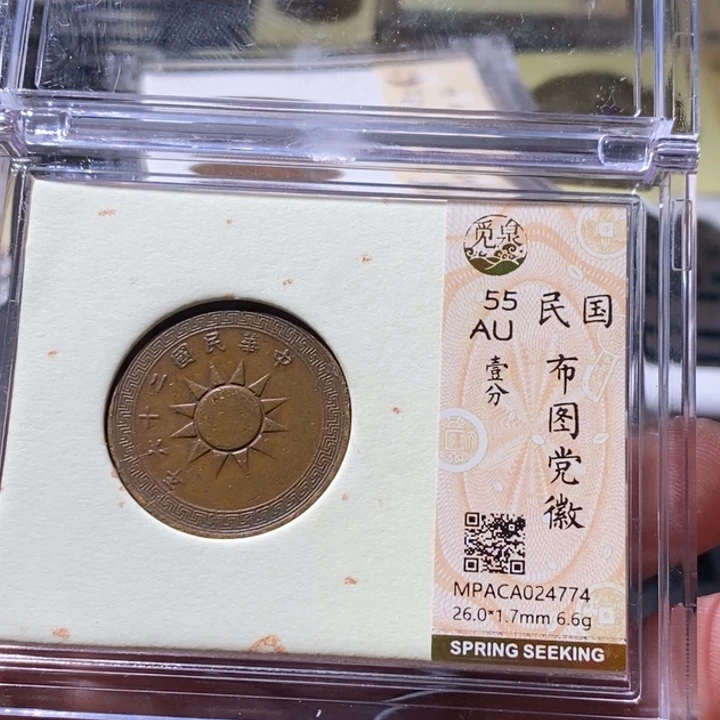 中華民國二十六年
觅泉
55
AU
壹分
民国
布图党徽
MPACA024774
26.0*1.7mm 6.6g
SPRING SEEKING